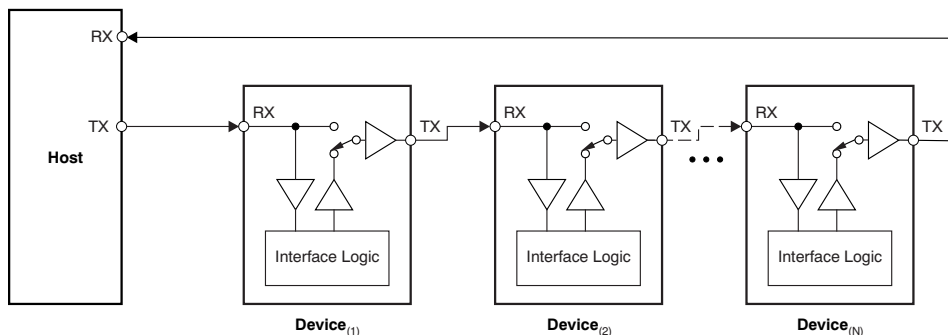 RX
TX
Host
RX
TX
Interface Logic
Device(1)
RX
TX
Interface Logic
Device(2)
RX
TX
Interface Logic
Device(N)